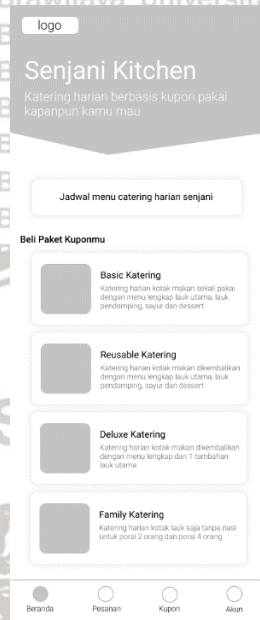 logo
Senjani Kitchen
Katering harian berbasis kupon pakai
kapanpun kamu mau
Jadwal menu catering harian senjani
Beli Paket Kuponmu
Basic Katering
Katering harian kotak makan sekali pakai
dengan menu lengkap lauk utama, lauk
pendamping, sayur dan dessert
Reusable Katering
Katering harian kotak makan dikembalikan
dengan menu lengkap lauk utama, lauk
pendamping, sayur dan dessert
Deluxe Katering
Katering harian kotak makan dikembalikan
dengan menu lengkap dan 1 tambahan
lauk utama
Family Katering
Katering harian kotak lauk saja tanpa nasi
untuk porsi 2 orang dan porsi 4 orang
Beranda
Pesanan
Kupon
Akun